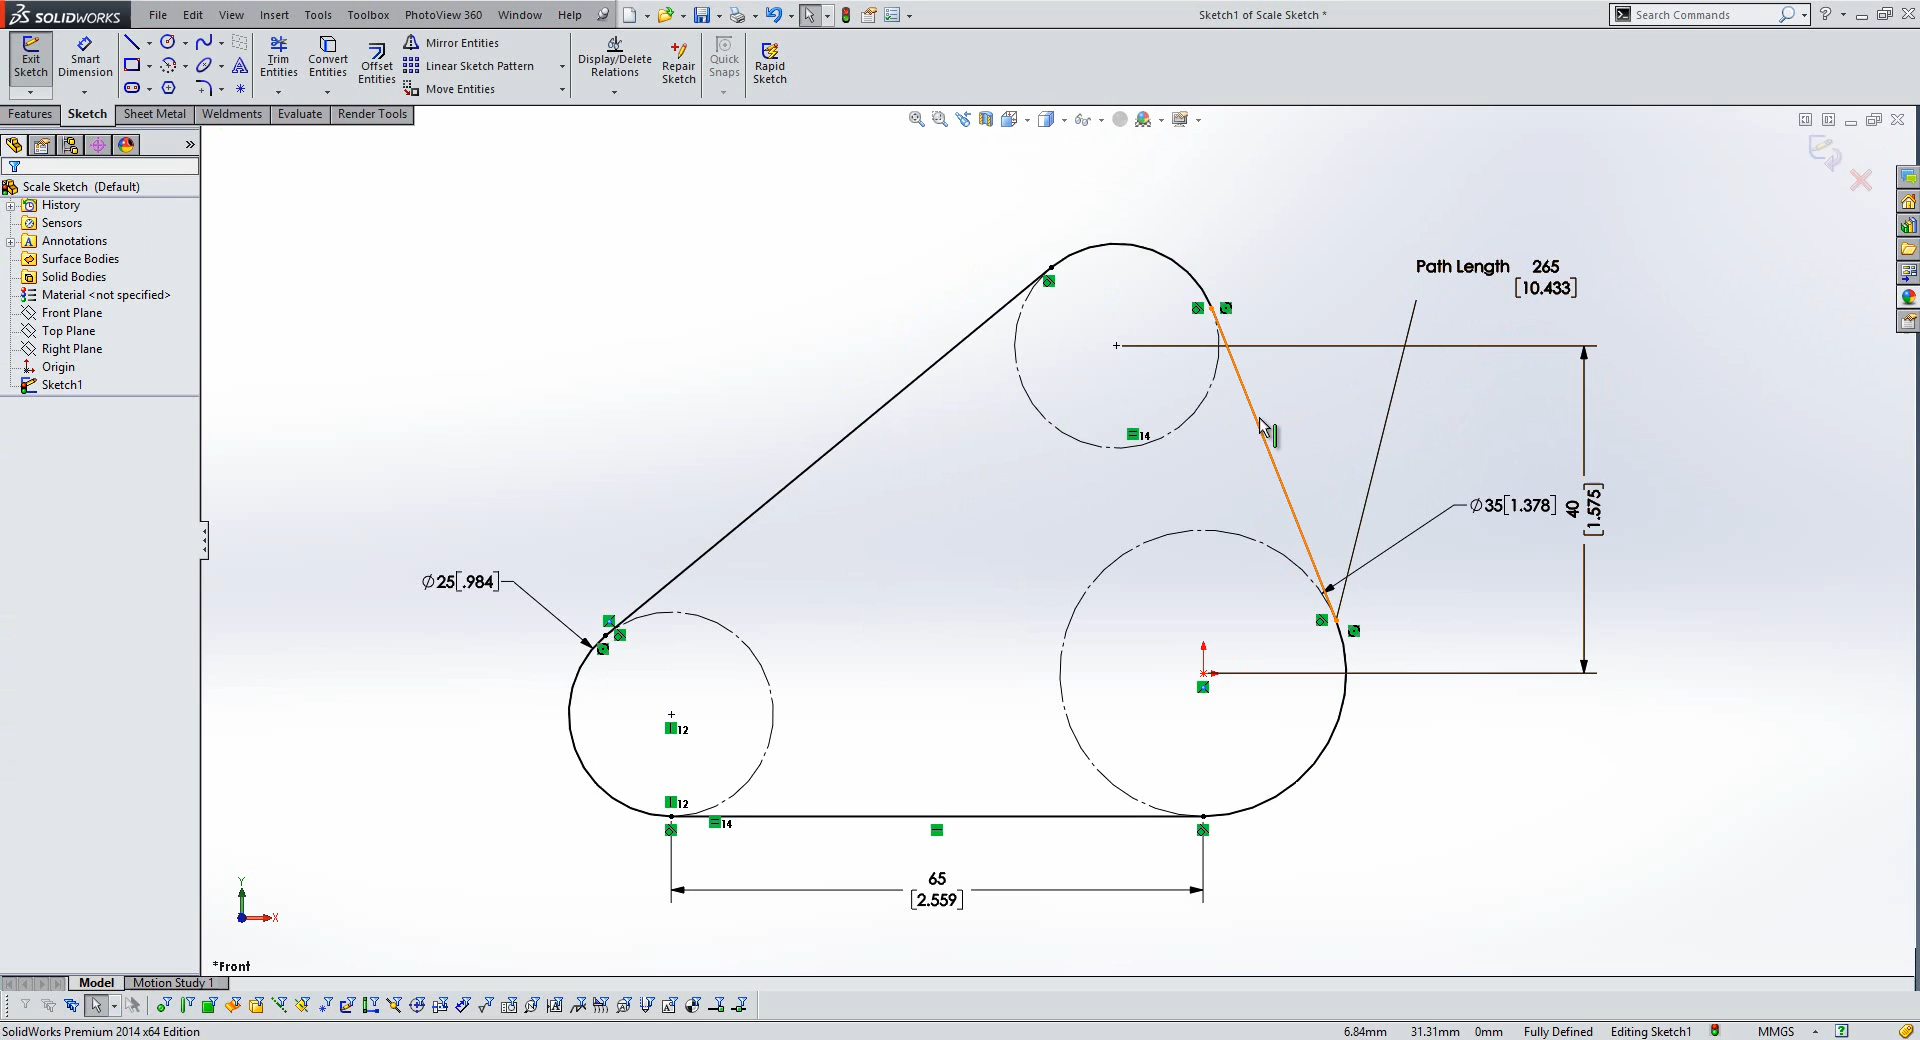 SOLIDWORKS
File Edit View Insert Tools Toolbox PhotoView 360 Window Help
Sketch1 of Scale Sketch *
Search Commands
Exit Sketch
Smart Dimension
Trim Entities
Convert Entities
Offset Entities
Mirror Entities
Linear Sketch Pattern
Move Entities
Display/Delete Relations
Repair Sketch
Quick Snaps
Rapid Sketch
Features Sketch Sheet Metal Weldments Evaluate Render Tools
Scale Sketch (Default)
History
Sensors
Annotations
Surface Bodies
Solid Bodies
Material <not specified>
Front Plane
Top Plane
Right Plane
Origin
Sketch1
Path Length 265
[10.433]
14
Ø35[1.378]
40
[1.575]
Ø25[.984]
12
12
14
65
[2.559]
Y
X
*Front
Model Motion Study 1
SolidWorks Premium 2014 x64 Edition
6.84mm 31.31mm 0mm Fully Defined Editing Sketch1 MMGS